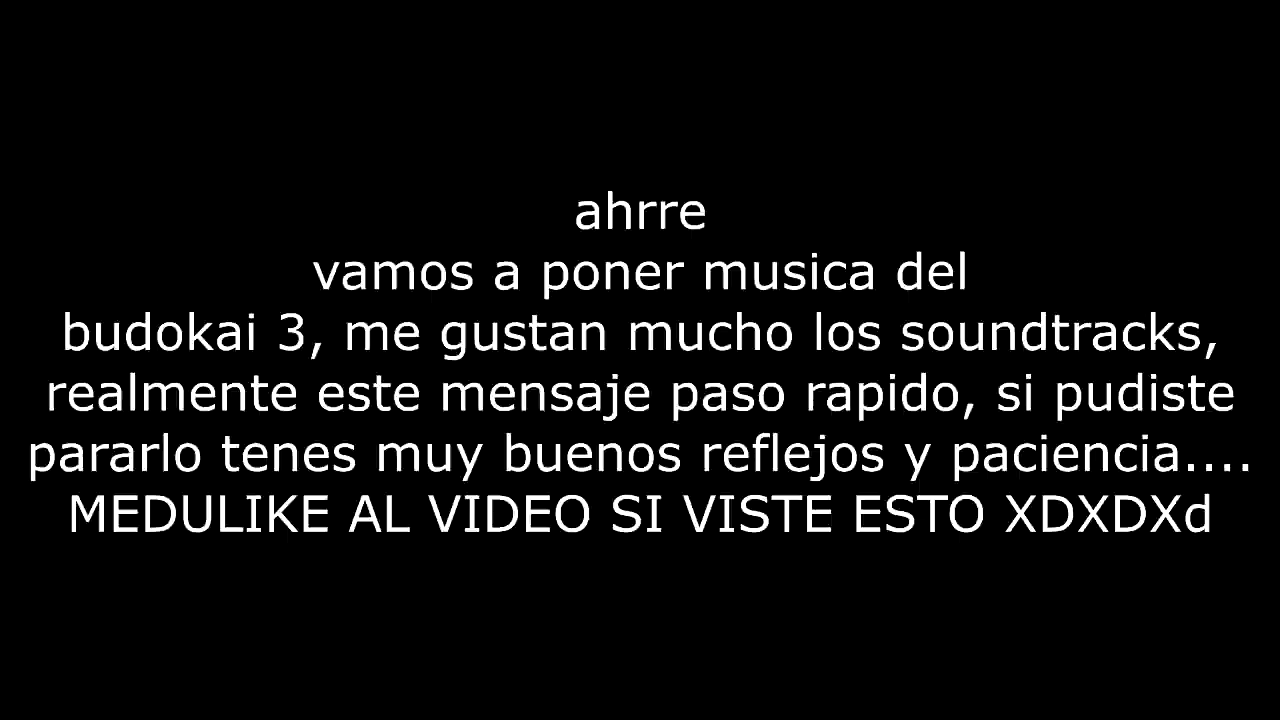 ahrre
vamos a poner musica del
budokai 3, me gustan mucho los soundtracks,
realmente este mensaje paso rapido, si pudiste
pararlo tenes muy buenos reflejos y paciencia....
MEDULIKE AL VIDEO SI VISTE ESTO XDXDXd